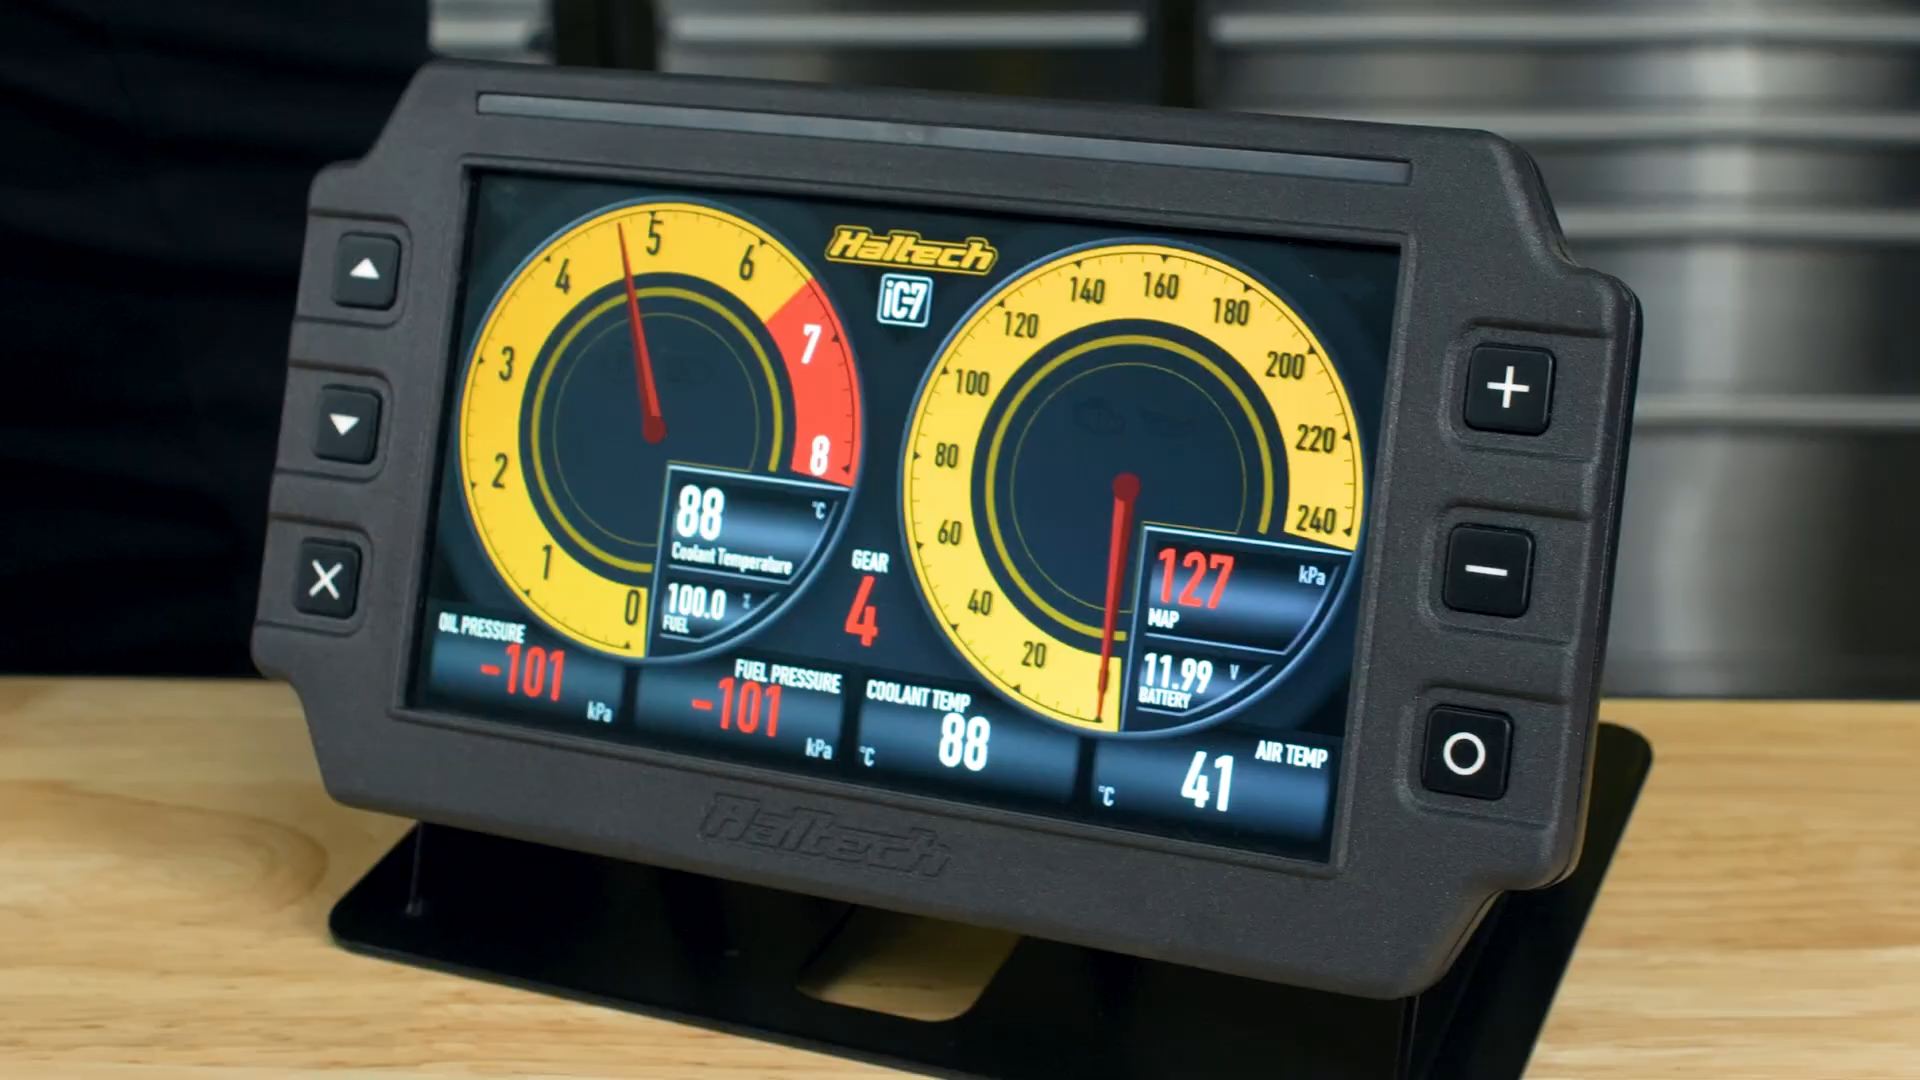 Haltech
iC-7
0
1
2
3
4
5
6
7
8
88 °C
Coolant Temperature
100.0
FUEL
GEAR
4
20
40
60
80
100
120
140
160
180
200
220
240
127 kPa
MAP
11.99 V
BATTERY
OIL PRESSURE
-101
kPa
FUEL PRESSURE
-101
kPa
COOLANT TEMP
°C 88
AIR TEMP
°C 41
Haltech